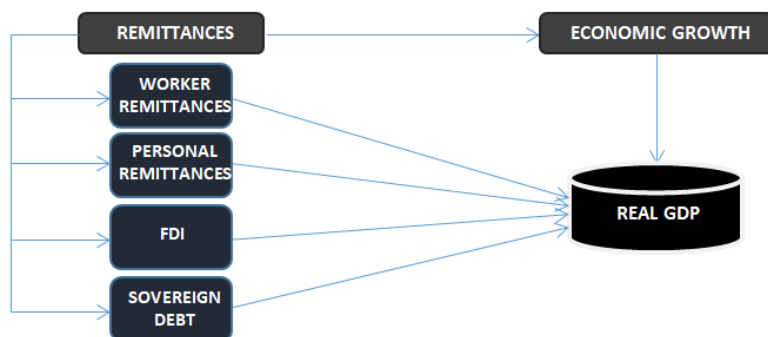 REMITTANCES
ECONOMIC GROWTH
WORKER
REMITTANCES
PERSONAL
REMITTANCES
REAL GDP
FDI
SOVEREIGN
DEBT